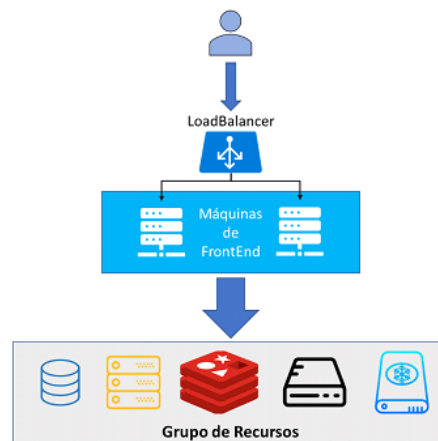 LoadBalancer
Máquinas
de
FrontEnd
Grupo de Recursos